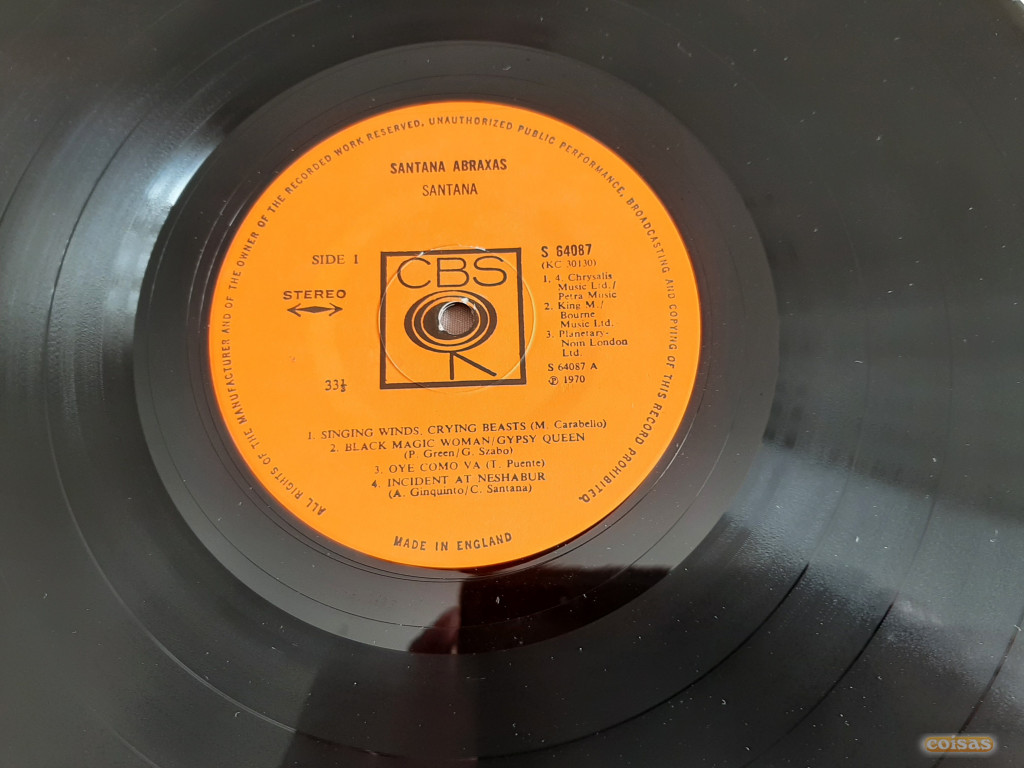 ALL RIGHTS OF THE MANUFACTURER AND OF THE OWNER OF THE RECORDED WORK RESERVED. UNAUTHORIZED PUBLIC PERFORMANCE, BROADCASTING AND COPYING OF THIS RECORD PROHIBITED.
SANTANA ABRAXAS
SANTANA
SIDE 1
STEREO
33⅓
CBS
S 64087
(KC 30130)
1, 4. Chrysalis
Music Ltd./
Petra Music
2. King M./
Bourne
Music Ltd.
3. Planetary-
Nom London
Ltd.
S 64087 A
℗ 1970
1. SINGING WINDS, CRYING BEASTS (M. Carabello)
2. BLACK MAGIC WOMAN/GYPSY QUEEN
(P. Green/G. Szabo)
3. OYE COMO VA (T. Puente)
4. INCIDENT AT NESHABUR
(A. Ginquinto/C. Santana)
MADE IN ENGLAND
coisas